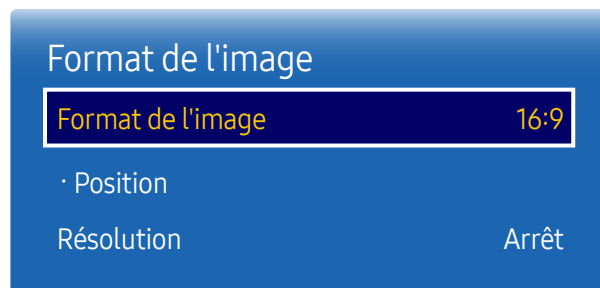 Format de l'image
Format de l'image 16:9
· Position
Résolution Arrêt